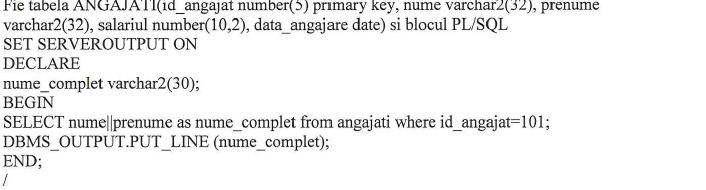 Fie tabela ANGAJATI(id_angajat number(5) primary key, nume varchar2(32), prenume
varchar2(32), salariul number(10,2), data_angajare date) si blocul PL/SQL
SET SERVEROUTPUT ON
DECLARE
nume_complet varchar2(30);
BEGIN
SELECT nume||prenume as nume_complet from angajati where id_angajat=101;
DBMS_OUTPUT.PUT_LINE (nume_complet);
END;
/